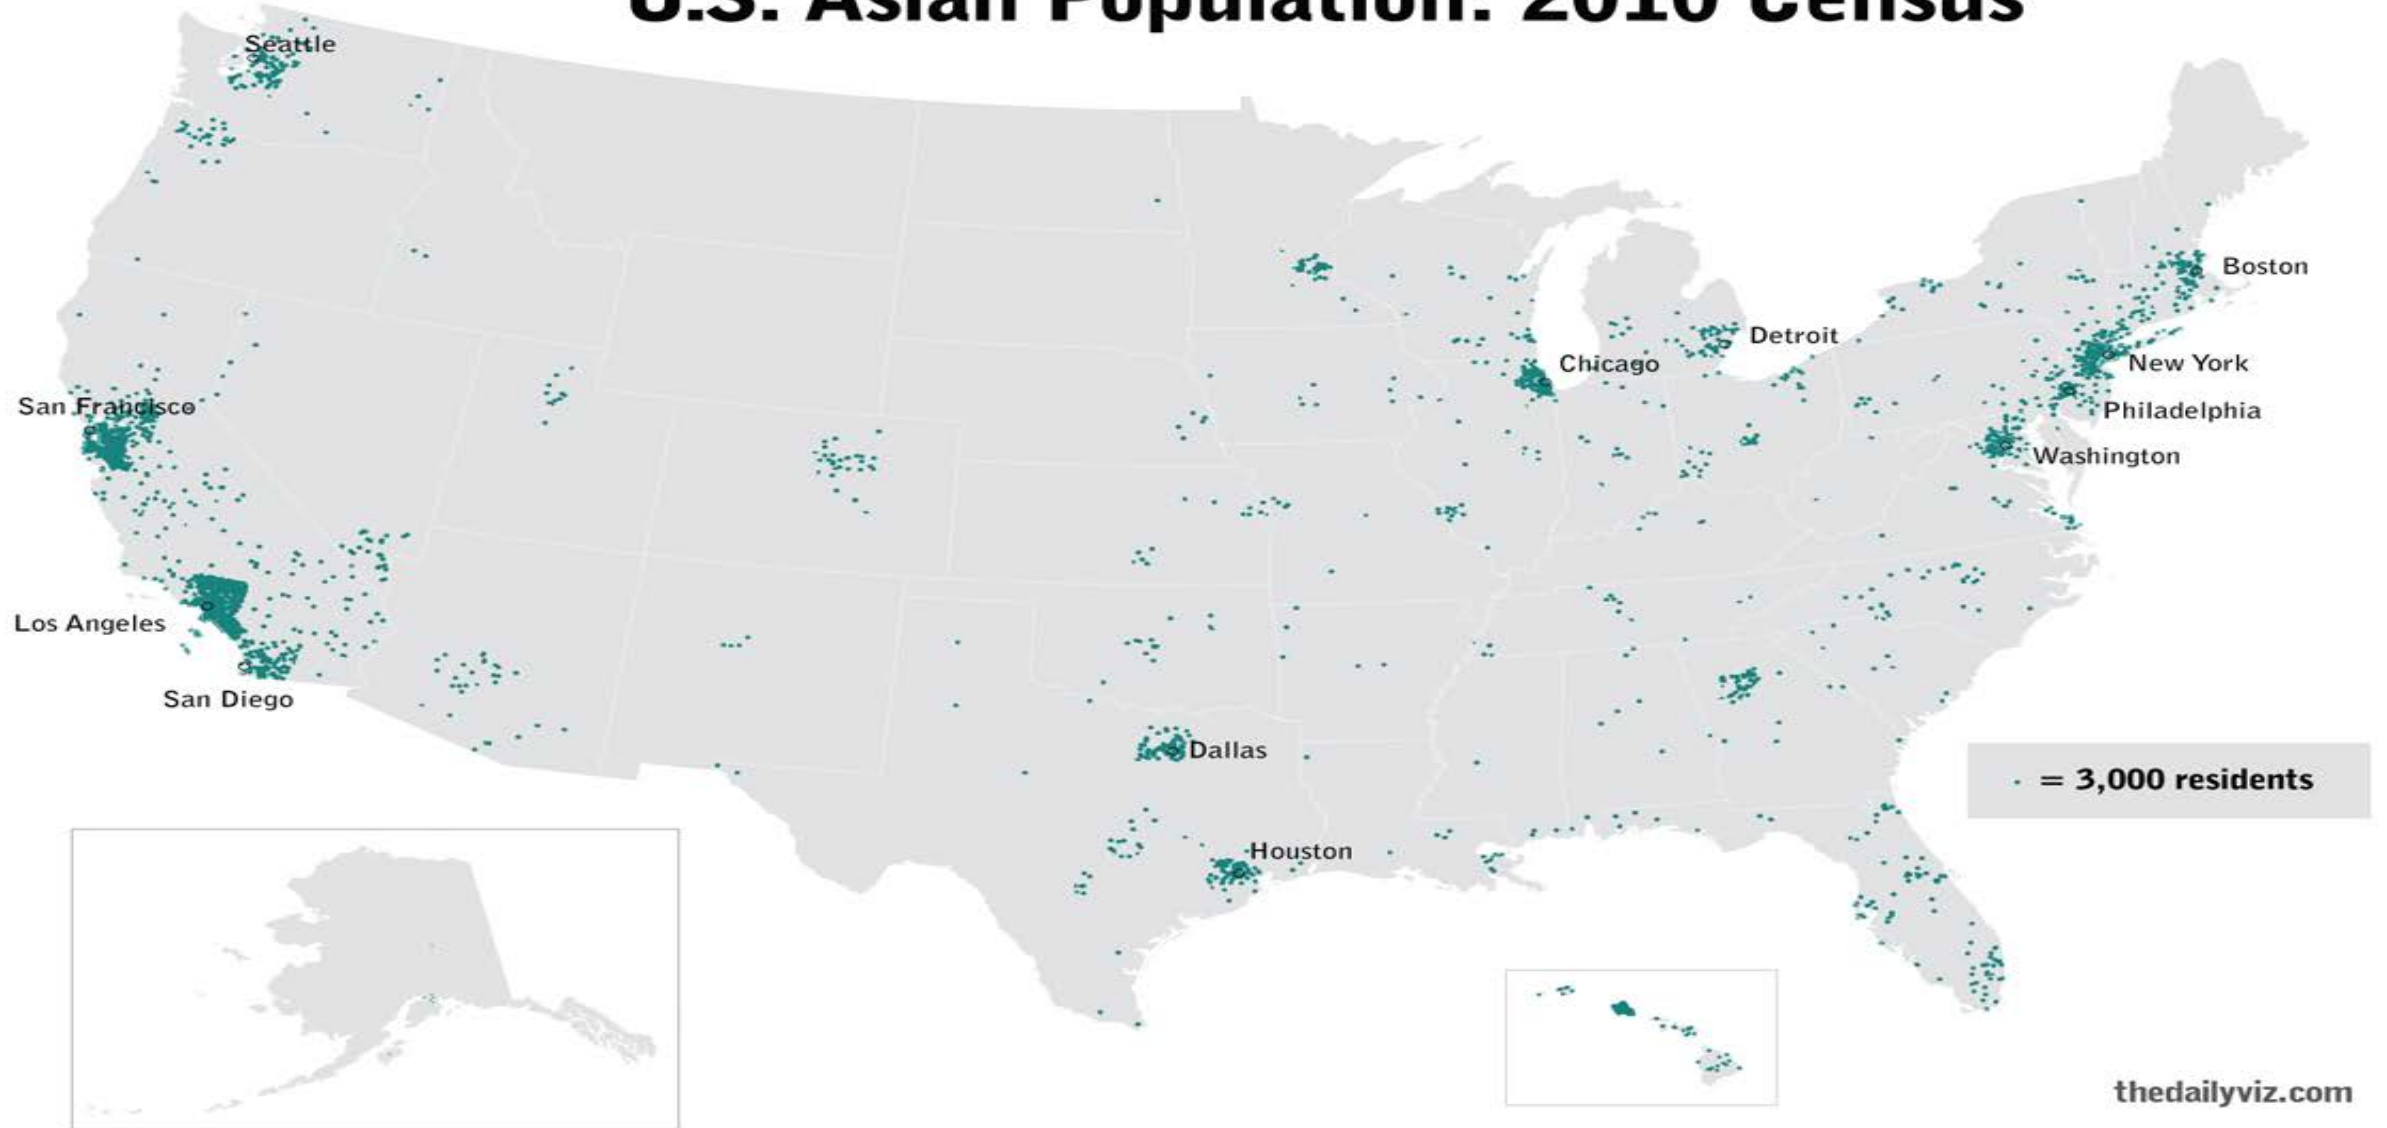 U.S. Asian Population: 2010 Census
Seattle
Boston
Detroit
Chicago
New York
San Francisco
Philadelphia
Washington
Los Angeles
San Diego
Dallas
= 3,000 residents
Houston
thedailyviz.com